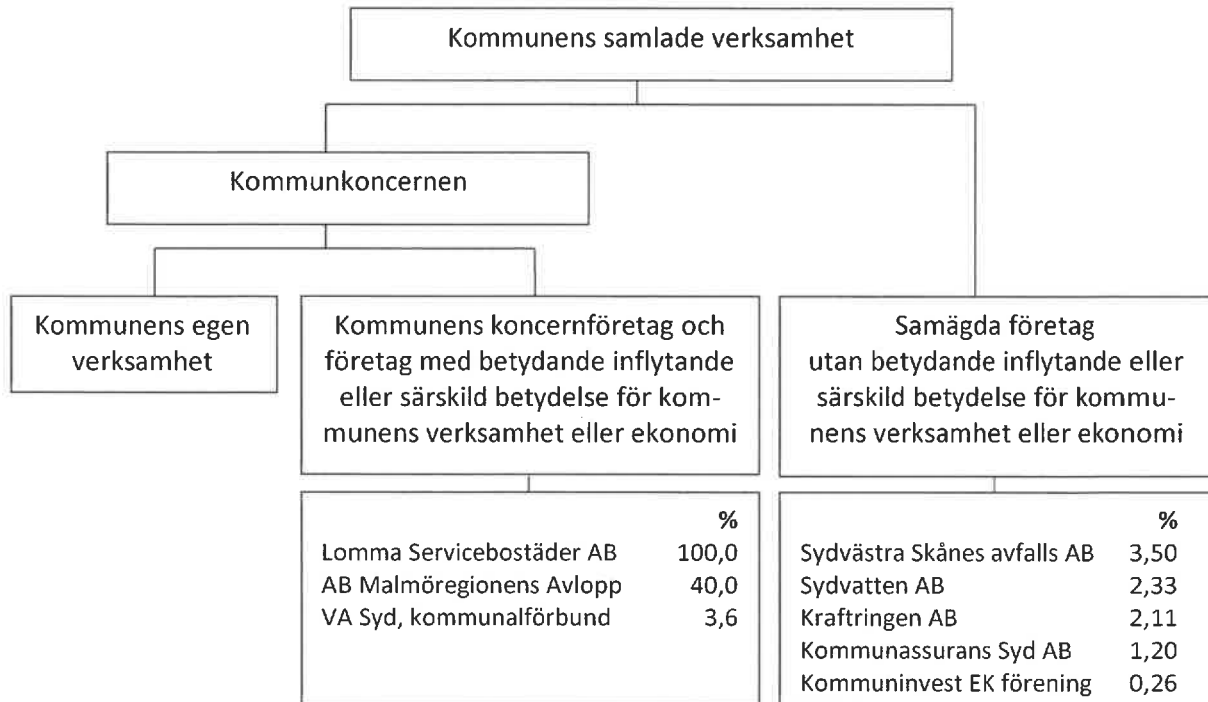 Kommunens samlade verksamhet
Kommunkoncernen
Kommunens egen
verksamhet
Kommunens koncernföretag och
företag med betydande inflytande
eller särskild betydelse för kom-
munens verksamhet eller ekonomi
Samägda företag
utan betydande inflytande eller
särskild betydelse för kommu-
nens verksamhet eller ekonomi
%
Lomma Servicebostäder AB 100,0
AB Malmöregionens Avlopp 40,0
VA Syd, kommunalförbund 3,6
%
Sydvästra Skånes avfalls AB 3,50
Sydvatten AB 2,33
Kraftringen AB 2,11
Kommunassurans Syd AB 1,20
Kommuninvest EK förening 0,26